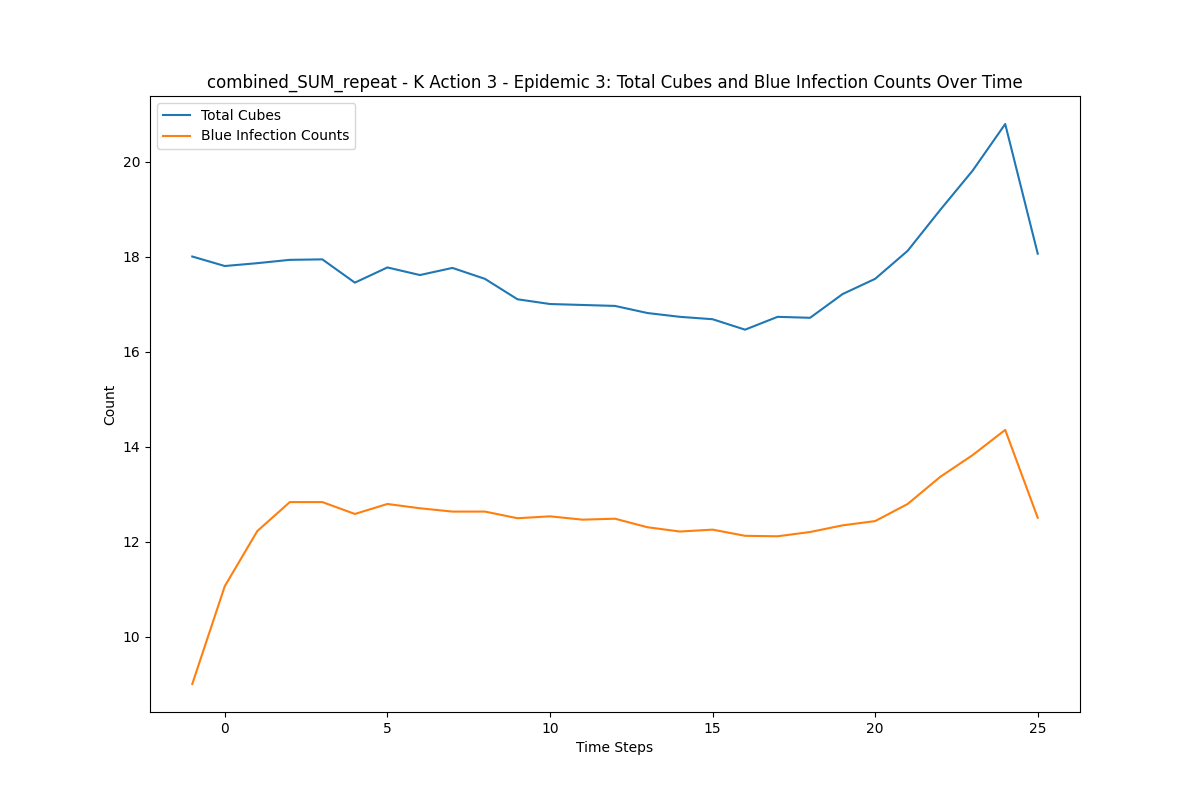 combined_SUM_repeat - K Action 3 - Epidemic 3: Total Cubes and Blue Infection Counts Over Time
Total Cubes
Blue Infection Counts
20
18
16
14
12
10
Count
0 5 10 15 20 25
Time Steps